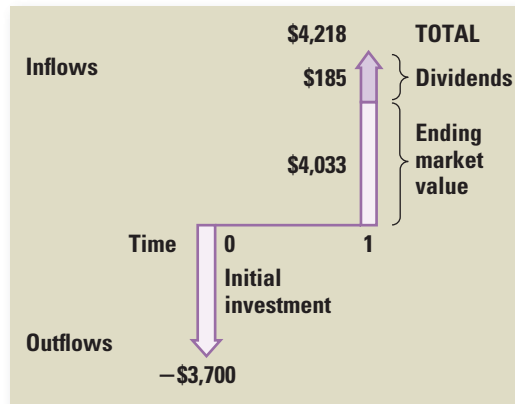 $4,218 TOTAL
Inflows
$185 Dividends
Ending
market
value
$4,033
Time 0 1
Initial
investment
Outflows
−$3,700